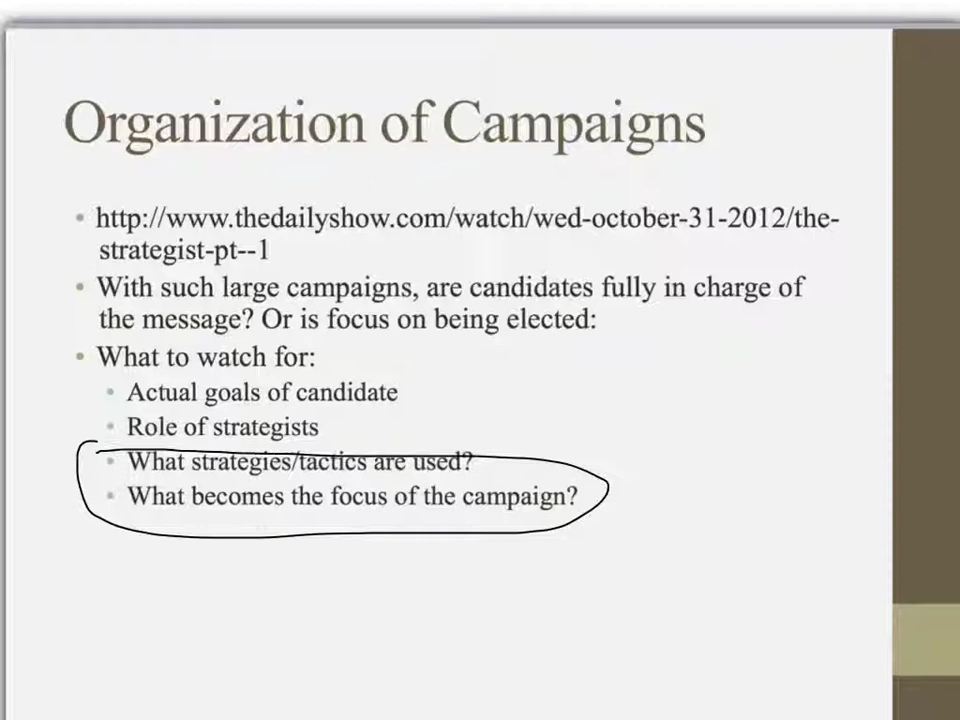 Organization of Campaigns
• http://www.thedailyshow.com/watch/wed-october-31-2012/the-
strategist-pt--1
• With such large campaigns, are candidates fully in charge of
the message? Or is focus on being elected:
• What to watch for:
• Actual goals of candidate
• Role of strategists
• What strategies/tactics are used?
• What becomes the focus of the campaign?